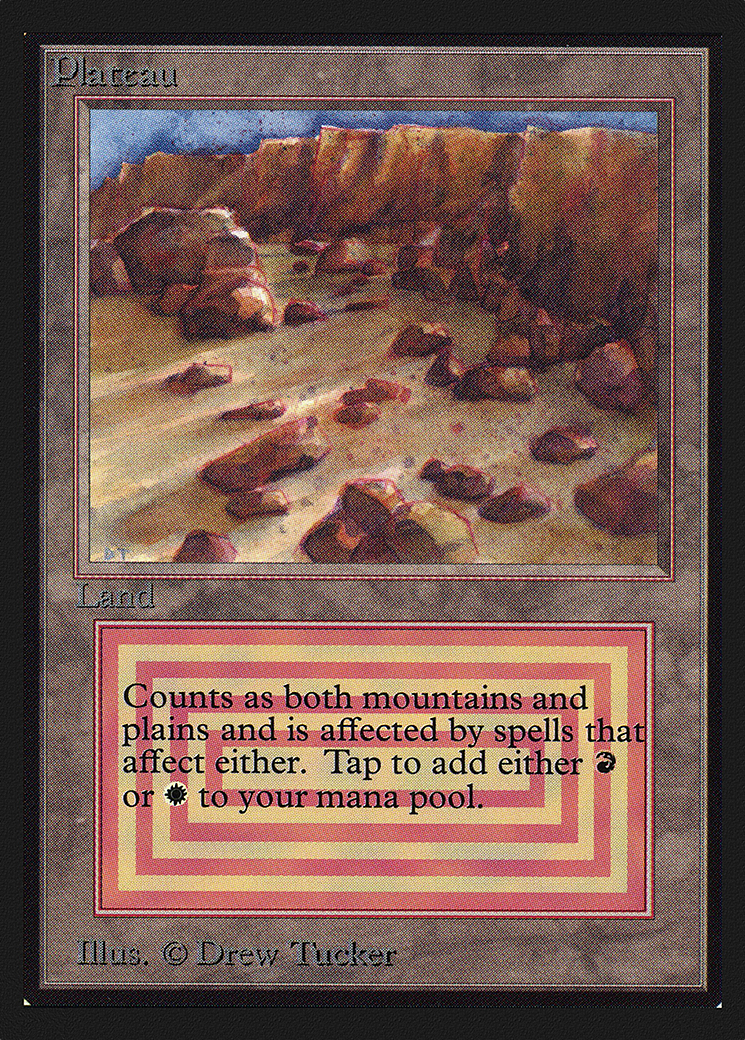 Plateau
D T
Land
Counts as both mountains and
plains and is affected by spells that
affect either. Tap to add either
or to your mana pool.
Illus. © Drew Tucker